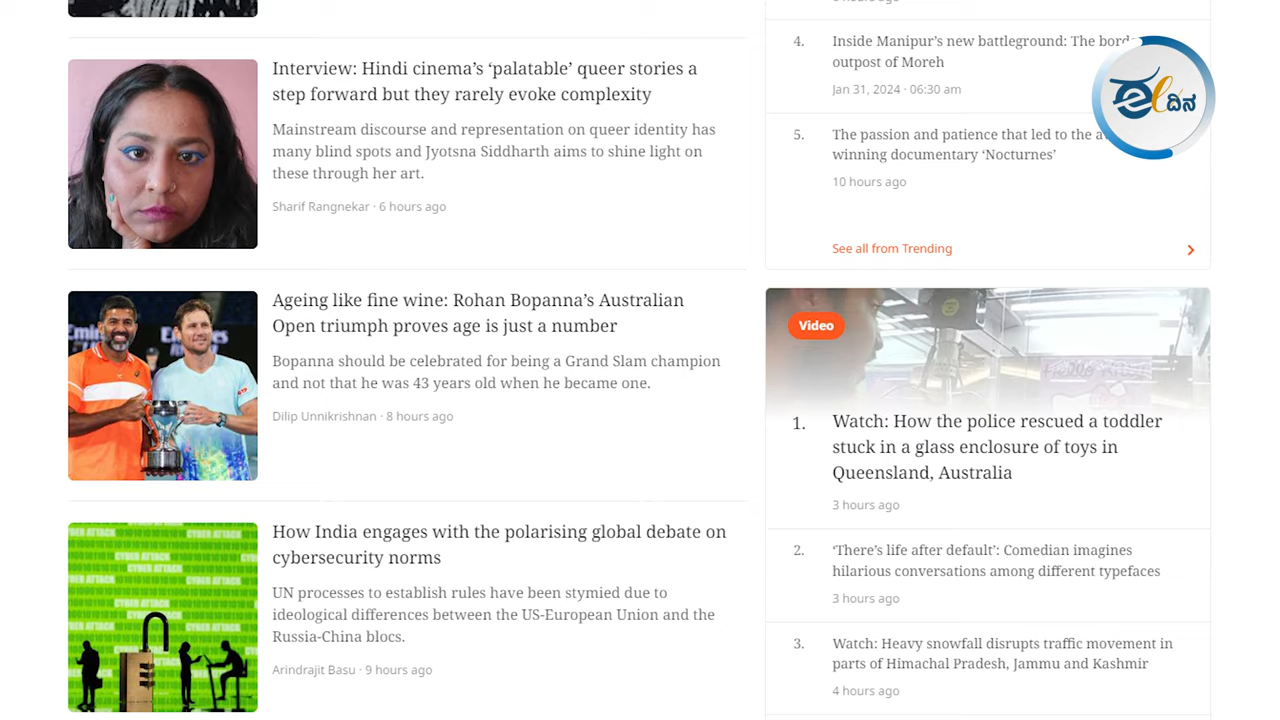 Interview: Hindi cinema’s ‘palatable’ queer stories a
step forward but they rarely evoke complexity
Mainstream discourse and representation on queer identity has
many blind spots and Jyotsna Siddharth aims to shine light on
these through her art.
Sharif Rangnekar · 6 hours ago
Ageing like fine wine: Rohan Bopanna’s Australian
Open triumph proves age is just a number
Bopanna should be celebrated for being a Grand Slam champion
and not that he was 43 years old when he became one.
Dilip Unnikrishnan · 8 hours ago
How India engages with the polarising global debate on
cybersecurity norms
UN processes to establish rules have been stymied due to
ideological differences between the US-European Union and the
Russia-China blocs.
Arindrajit Basu · 9 hours ago
CYBER ATTACK
4. Inside Manipur’s new battleground: The
outpost of Moreh
Jan 31, 2024 · 06:30 am
5. The passion and patience that led to the
winning documentary ‘Nocturnes’
10 hours ago
See all from Trending
ದಿನ
Video
1. Watch: How the police rescued a toddler
stuck in a glass enclosure of toys in
Queensland, Australia
3 hours ago
2. ‘There’s life after default’: Comedian imagines
hilarious conversations among different typefaces
3 hours ago
3. Watch: Heavy snowfall disrupts traffic movement in
parts of Himachal Pradesh, Jammu and Kashmir
4 hours ago